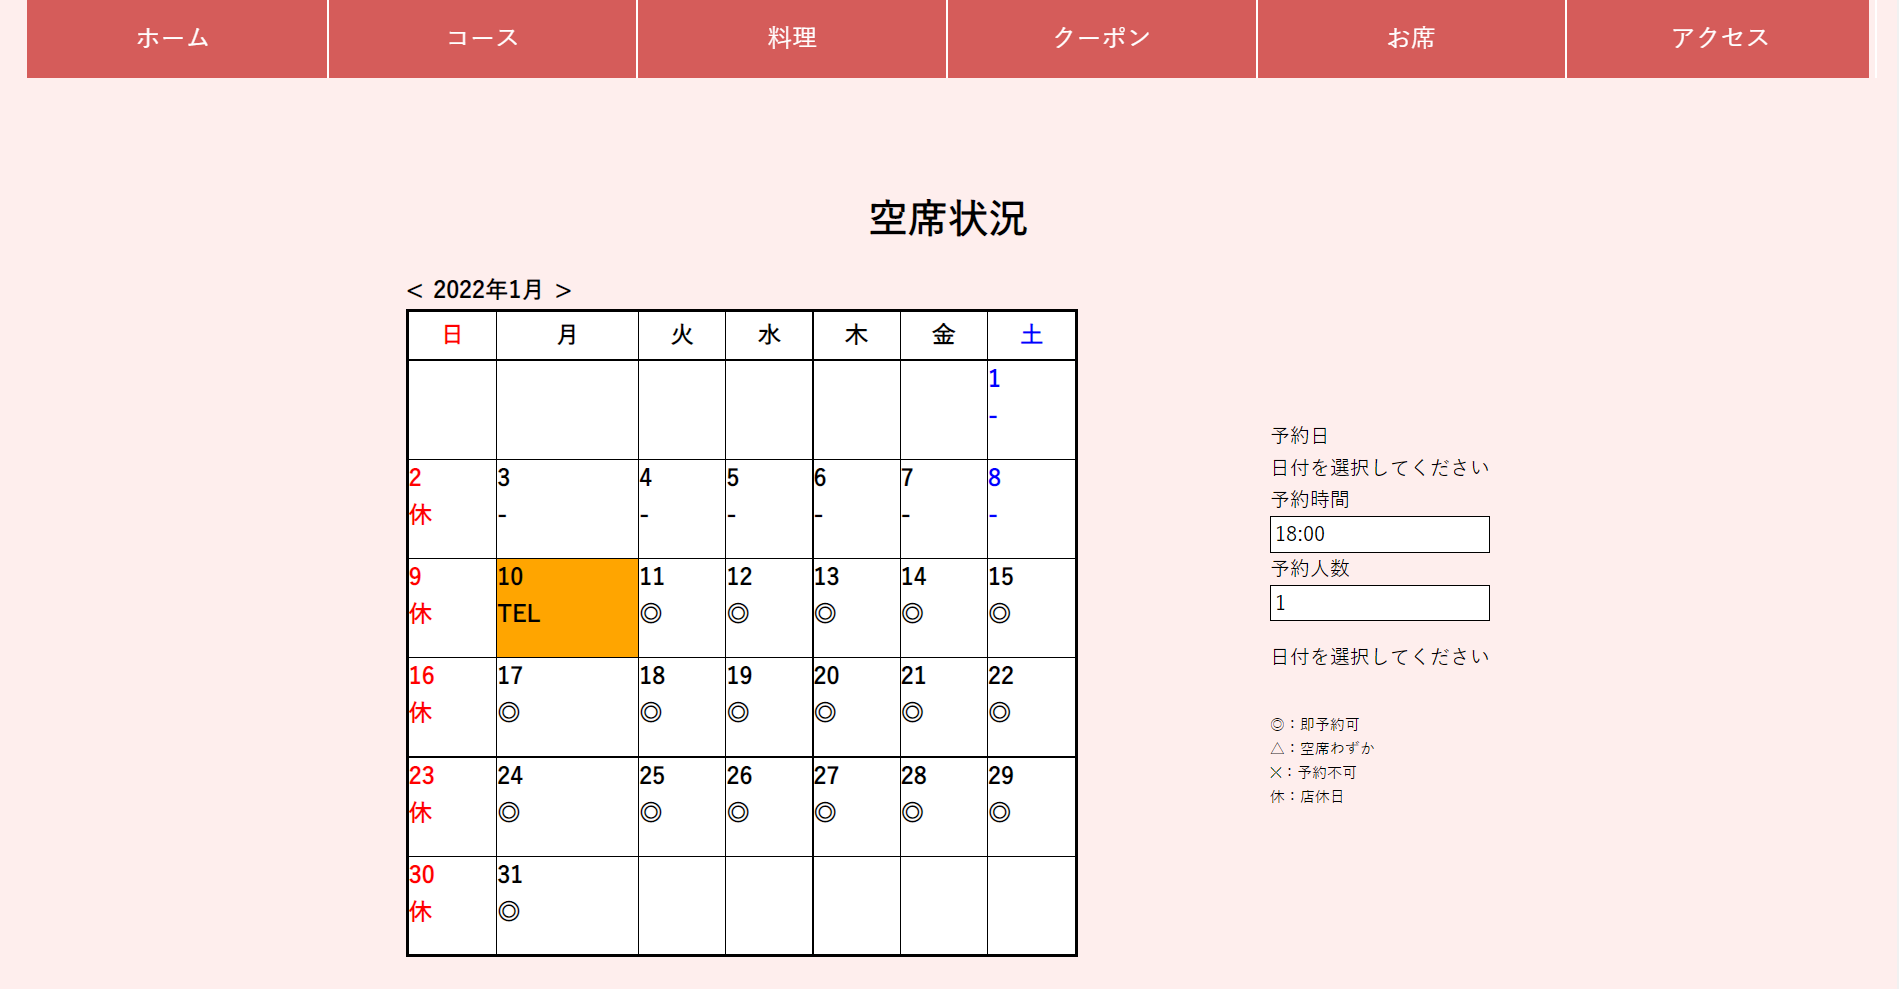 ホーム コース 料理 クーポン お席 アクセス
空席状況
< 2022年1月 >
日 月 火 水 木 金 土
1
-
2 3 4 5 6 7 8
休 - - - - - -
9 10 11 12 13 14 15
休 TEL ◎ ◎ ◎ ◎ ◎
16 17 18 19 20 21 22
休 ◎ ◎ ◎ ◎ ◎ ◎
23 24 25 26 27 28 29
休 ◎ ◎ ◎ ◎ ◎ ◎
30 31
休 ◎
予約日
日付を選択してください
予約時間
18:00
予約人数
1
日付を選択してください
◎：即予約可
△：空席わずか
×：予約不可
休：店休日